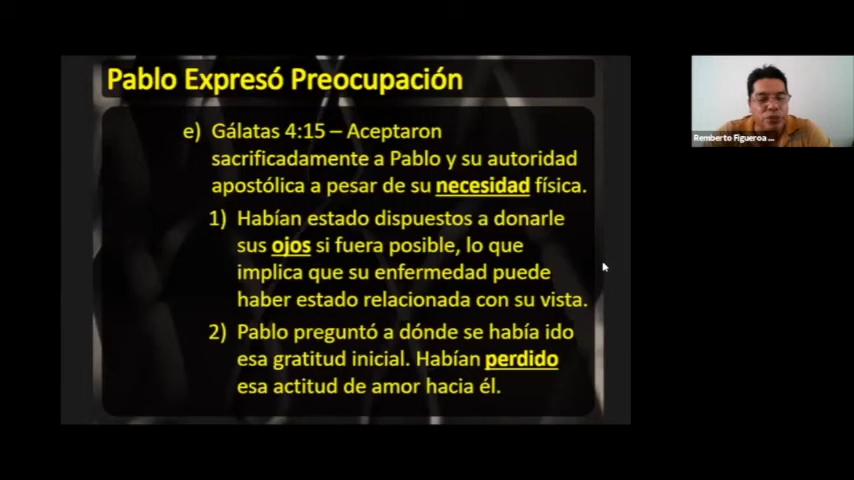 Pablo Expresó Preocupación
e) Gálatas 4:15 – Aceptaron
sacrificadamente a Pablo y su autoridad
apostólica a pesar de su necesidad física.
1) Habían estado dispuestos a donarle
sus ojos si fuera posible, lo que
implica que su enfermedad puede
haber estado relacionada con su vista.
2) Pablo preguntó a dónde se había ido
esa gratitud inicial. Habían perdido
esa actitud de amor hacia él.
Remberto Figueroa ...